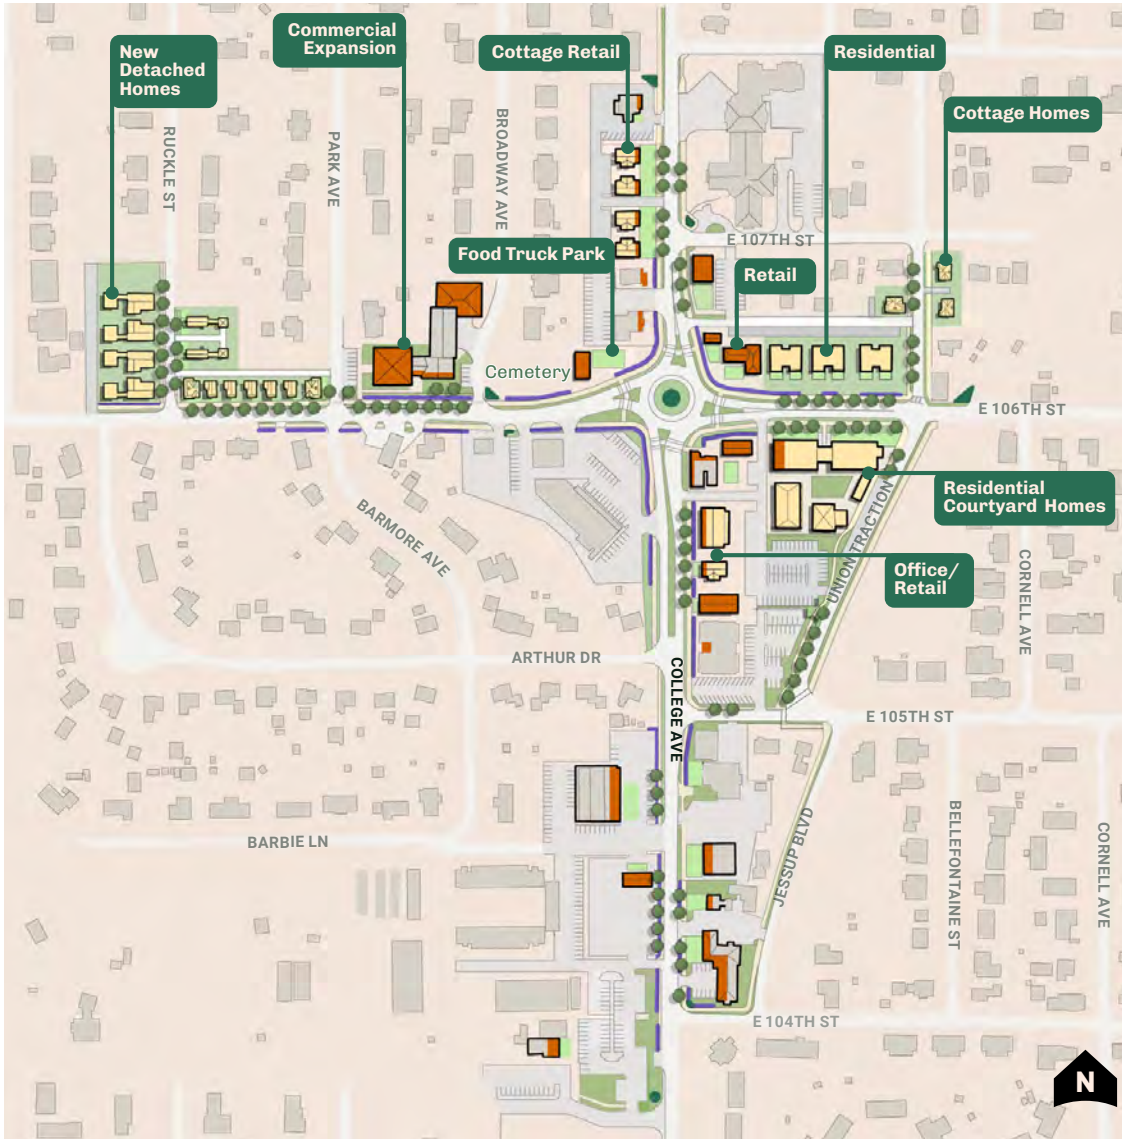 New
Detached
Homes
Commercial
Expansion
Cottage Retail
Residential
Cottage Homes
RUCKLE ST
PARK AVE
BROADWAY AVE
Food Truck Park
E 107TH ST
Retail
Cemetery
E 106TH ST
Residential
Courtyard Homes
BARMORE AVE
UNION TRACTION
Office/
Retail
CORNELL AVE
ARTHUR DR
COLLEGE AVE
E 105TH ST
BARBIE LN
JESSUP BLVD
BELLEFONTAINE ST
CORNELL AVE
E 104TH ST
N